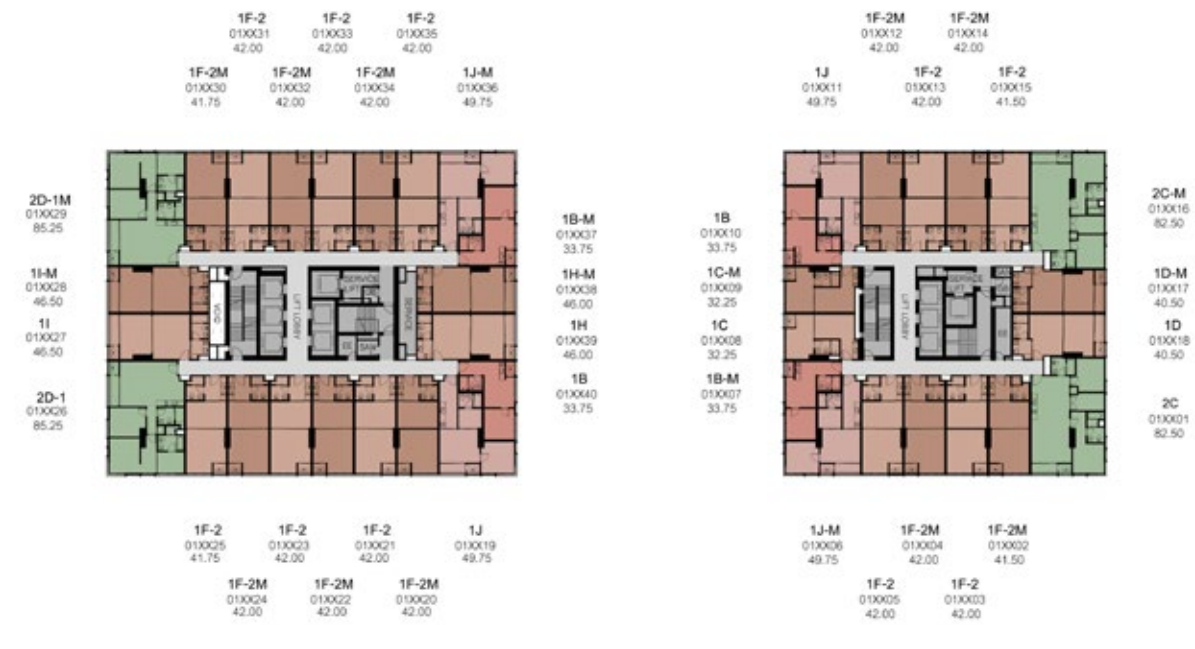 1F-2
01XX31
42.00
1F-2
01XX33
42.00
1F-2
01XX35
42.00
1F-2M
01XX30
41.75
1F-2M
01XX32
42.00
1F-2M
01XX34
42.00
1J-M
01XX36
49.75
2D-1M
01XX29
85.25
1I-M
01XX28
46.50
1I
01XX27
46.50
2D-1
01XX26
85.25
VOID
LIFT LOBBY
SERVICE
LIFT
EE
SAN
SERVICE
1B-M
01XX37
33.75
1H-M
01XX38
46.00
1H
01XX39
46.00
1B
01XX40
33.75
1F-2
01XX25
41.75
1F-2
01XX23
42.00
1F-2
01XX21
42.00
1J
01XX19
49.75
1F-2M
01XX24
42.00
1F-2M
01XX22
42.00
1F-2M
01XX20
42.00
1F-2M
01XX12
42.00
1F-2M
01XX14
42.00
1J
01XX11
49.75
1F-2
01XX13
42.00
1F-2
01XX15
41.50
1B
01XX10
33.75
1C-M
01XX09
32.25
1C
01XX08
32.25
1B-M
01XX07
33.75
LIFT LOBBY
SERVICE
LIFT
EE
2C-M
01XX16
82.50
1D-M
01XX17
40.50
1D
01XX18
40.50
2C
01XX01
82.50
1J-M
01XX06
49.75
1F-2M
01XX04
42.00
1F-2M
01XX02
41.50
1F-2
01XX05
42.00
1F-2
01XX03
42.00